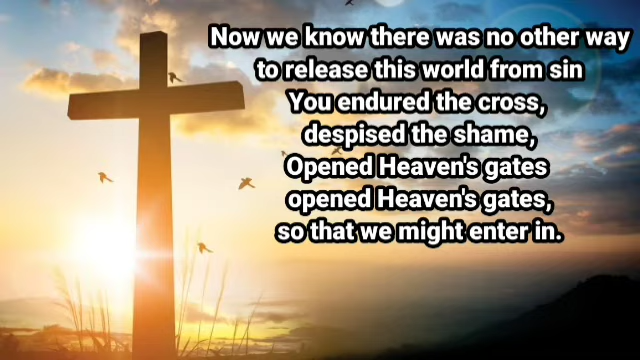 Now we know there was no other way
to release this world from sin
You endured the cross,
despised the shame,
Opened Heaven's gates
opened Heaven's gates,
so that we might enter in.